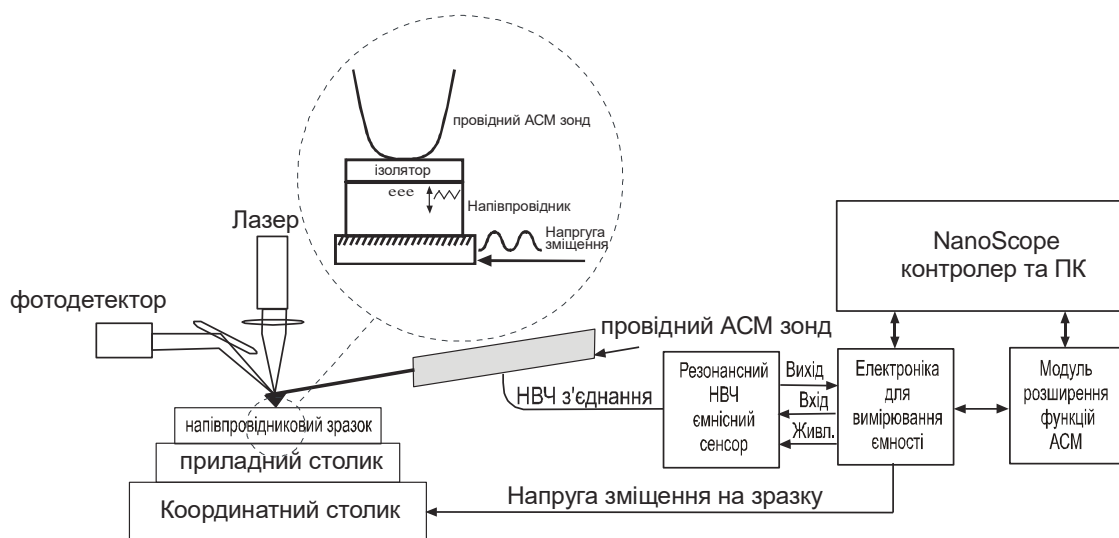 провідний АСМ зонд
ізолятор
eee
Напівпровідник
Напргуга
зміщення
Лазер
фотодетектор
NanoScope
контролер та ПК
провідний АСМ зонд
НВЧ з'єднання
Резонансний
НВЧ
ємнісний
сенсор
Вихід
Вхід
Живл.
Електроніка
для
вимірювання
ємності
Модуль
розширення
функцій
АСМ
напівпровідниковий зразок
приладний столик
Координатний столик
Напруга зміщення на зразку